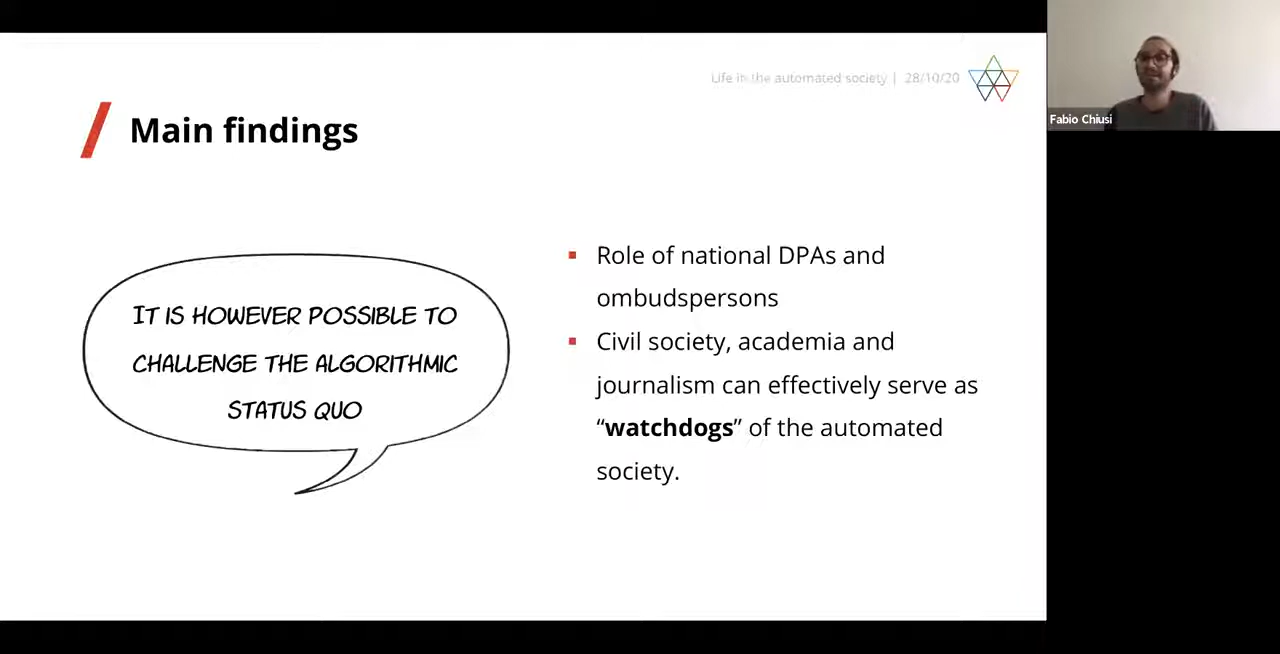 Life in the automated society | 28/10/20
Main findings
IT IS HOWEVER POSSIBLE TO
CHALLENGE THE ALGORITHMIC
STATUS QUO
Role of national DPAs and
ombudspersons
Civil society, academia and
journalism can effectively serve as
“watchdogs” of the automated
society.
Fabio Chiusi